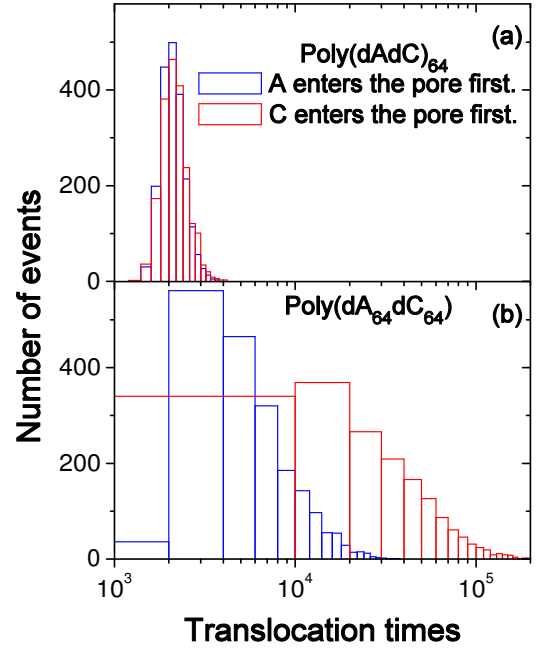 (a)
Poly(dAdC)₆₄
A enters the pore first.
C enters the pore first.
400
200
0
Number of events
Poly(dA₆₄dC₆₄)
(b)
400
200
0
10³
10⁴
10⁵
Translocation times